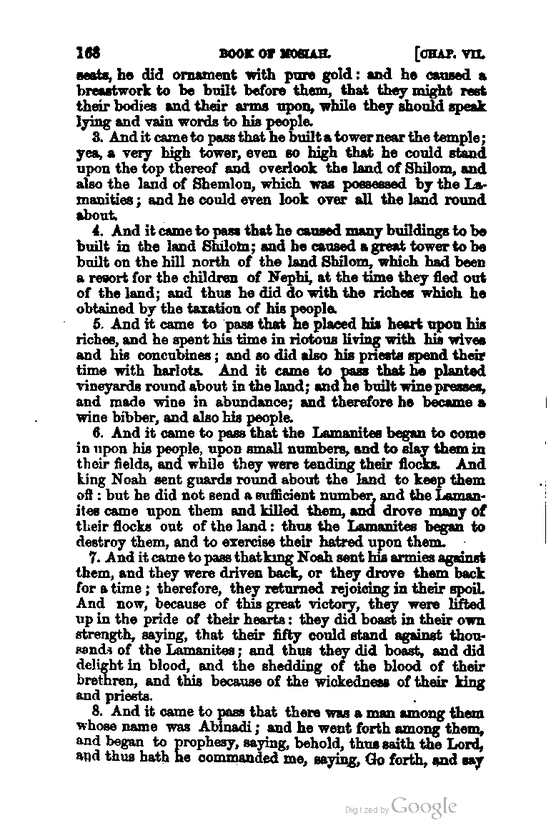 168 BOOK OF MOSIAH. [CHAP. VII.
seats, he did ornament with pure gold: and he caused a
breastwork to be built before them, that they might rest
their bodies and their arms upon, while they should speak
lying and vain words to his people.
3. And it came to pass that he built a tower near the temple;
yea, a very high tower, even so high that he could stand
upon the top thereof and overlook the land of Shilom, and
also the land of Shemlon, which was possessed by the La-
manities; and he could even look over all the land round
about.
4. And it came to pass that he caused many buildings to be
built in the land Shilom; and he caused a great tower to be
built on the hill north of the land Shilom, which had been
a resort for the children of Nephi, at the time they fled out
of the land; and thus he did do with the riches which he
obtained by the taxation of his people.
5. And it came to pass that he placed his heart upon his
riches, and he spent his time in riotous living with his wives
and his concubines; and so did also his priests spend their
time with harlots. And it came to pass that he planted
vineyards round about in the land; and he built wine presses,
and made wine in abundance; and therefore he became a
wine bibber, and also his people.
6. And it came to pass that the Lamanites began to come
in upon his people, upon small numbers, and to slay them in
their fields, and while they were tending their flocks. And
king Noah sent guards round about the land to keep them
off: but he did not send a sufficient number, and the Laman-
ites came upon them and killed them, and drove many of
their flocks out of the land: thus the Lamanites began to
destroy them, and to exercise their hatred upon them.
7. And it came to pass that king Noah sent his armies against
them, and they were driven back, or they drove them back
for a time; therefore, they returned rejoicing in their spoil.
And now, because of this great victory, they were lifted
up in the pride of their hearts: they did boast in their own
strength, saying, that their fifty could stand against thou-
sands of the Lamanites; and thus they did boast, and did
delight in blood, and the shedding of the blood of their
brethren, and this because of the wickedness of their king
and priests.
8. And it came to pass that there was a man among them
whose name was Abinadi; and he went forth among them,
and began to prophesy, saying, behold, thus saith the Lord,
and thus hath he commanded me, saying, Go forth, and say
Digitized by Google